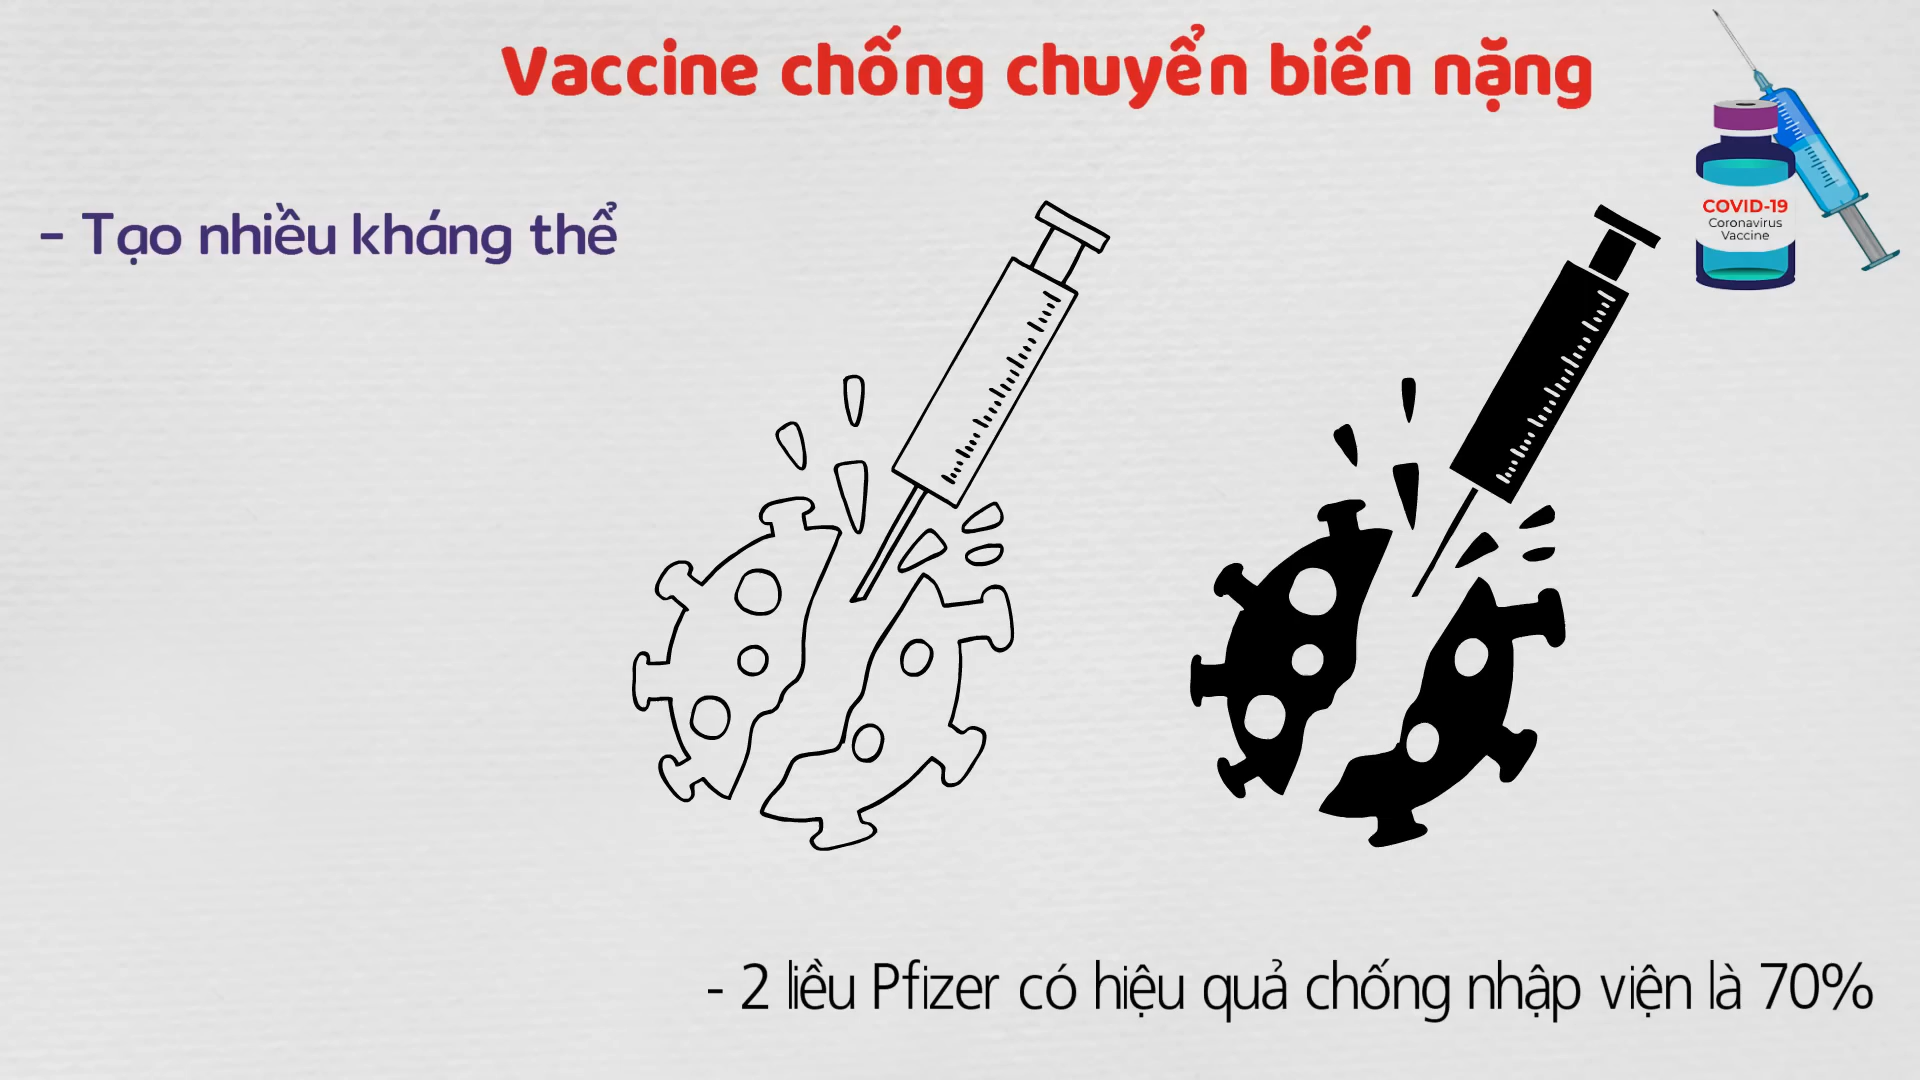 Vaccine chống chuyển biến nặng
- Tạo nhiều kháng thể
COVID-19
Coronavirus
Vaccine
- 2 liều Pfizer có hiệu quả chống nhập viện là 70%